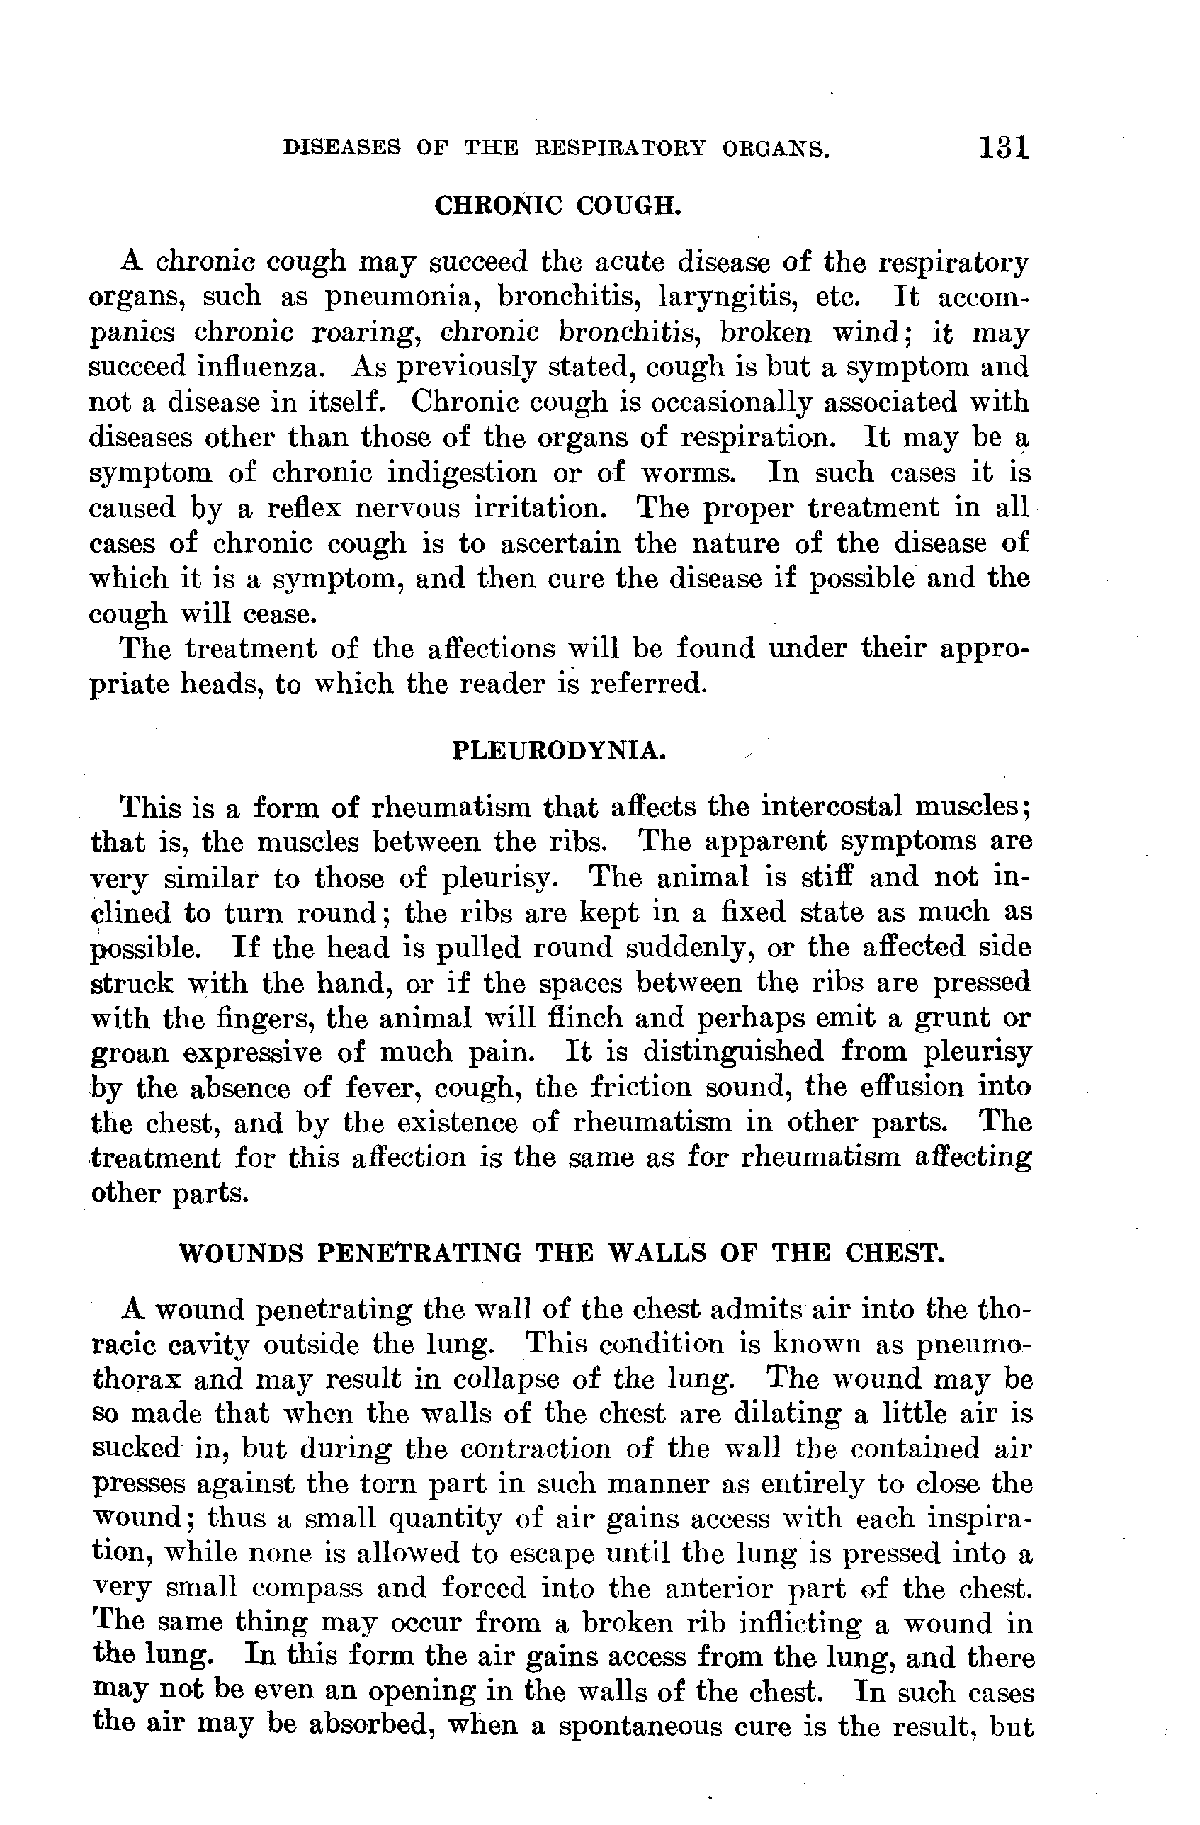 DISEASES OF THE RESPIRATORY ORGANS. 131
CHRONIC COUGH.
A chronic cough may succeed the acute disease of the respiratory
organs, such as pneumonia, bronchitis, laryngitis, etc. It accom-
panies chronic roaring, chronic bronchitis, broken wind; it may
succeed influenza. As previously stated, cough is but a symptom and
not a disease in itself. Chronic cough is occasionally associated with
diseases other than those of the organs of respiration. It may be a
symptom of chronic indigestion or of worms. In such cases it is
caused by a reflex nervous irritation. The proper treatment in all
cases of chronic cough is to ascertain the nature of the disease of
which it is a symptom, and then cure the disease if possible and the
cough will cease.
The treatment of the affections will be found under their appro-
priate heads, to which the reader is referred.
PLEURODYNIA.
This is a form of rheumatism that affects the intercostal muscles;
that is, the muscles between the ribs. The apparent symptoms are
very similar to those of pleurisy. The animal is stiff and not in-
clined to turn round; the ribs are kept in a fixed state as much as
possible. If the head is pulled round suddenly, or the affected side
struck with the hand, or if the spaces between the ribs are pressed
with the fingers, the animal will flinch and perhaps emit a grunt or
groan expressive of much pain. It is distinguished from pleurisy
by the absence of fever, cough, the friction sound, the effusion into
the chest, and by the existence of rheumatism in other parts. The
treatment for this affection is the same as for rheumatism affecting
other parts.
WOUNDS PENETRATING THE WALLS OF THE CHEST.
A wound penetrating the wall of the chest admits air into the tho-
racic cavity outside the lung. This condition is known as pneumo-
thorax and may result in collapse of the lung. The wound may be
so made that when the walls of the chest are dilating a little air is
sucked in, but during the contraction of the wall the contained air
presses against the torn part in such manner as entirely to close the
wound; thus a small quantity of air gains access with each inspira-
tion, while none is allowed to escape until the lung is pressed into a
very small compass and forced into the anterior part of the chest.
The same thing may occur from a broken rib inflicting a wound in
the lung. In this form the air gains access from the lung, and there
may not be even an opening in the walls of the chest. In such cases
the air may be absorbed, when a spontaneous cure is the result, but